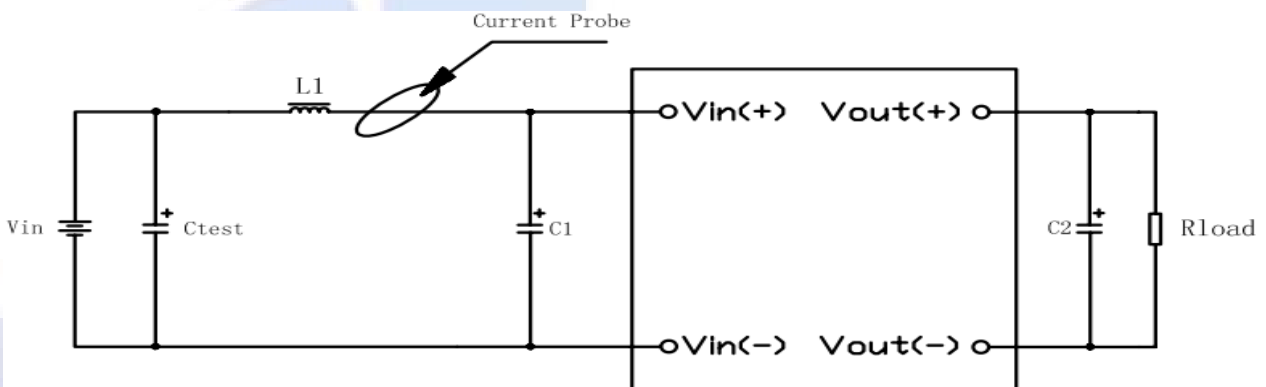 Current Probe
L1
Vin(+) Vout(+)
Vin Ctest C1 C2 Rload
Vin(-) Vout(-)